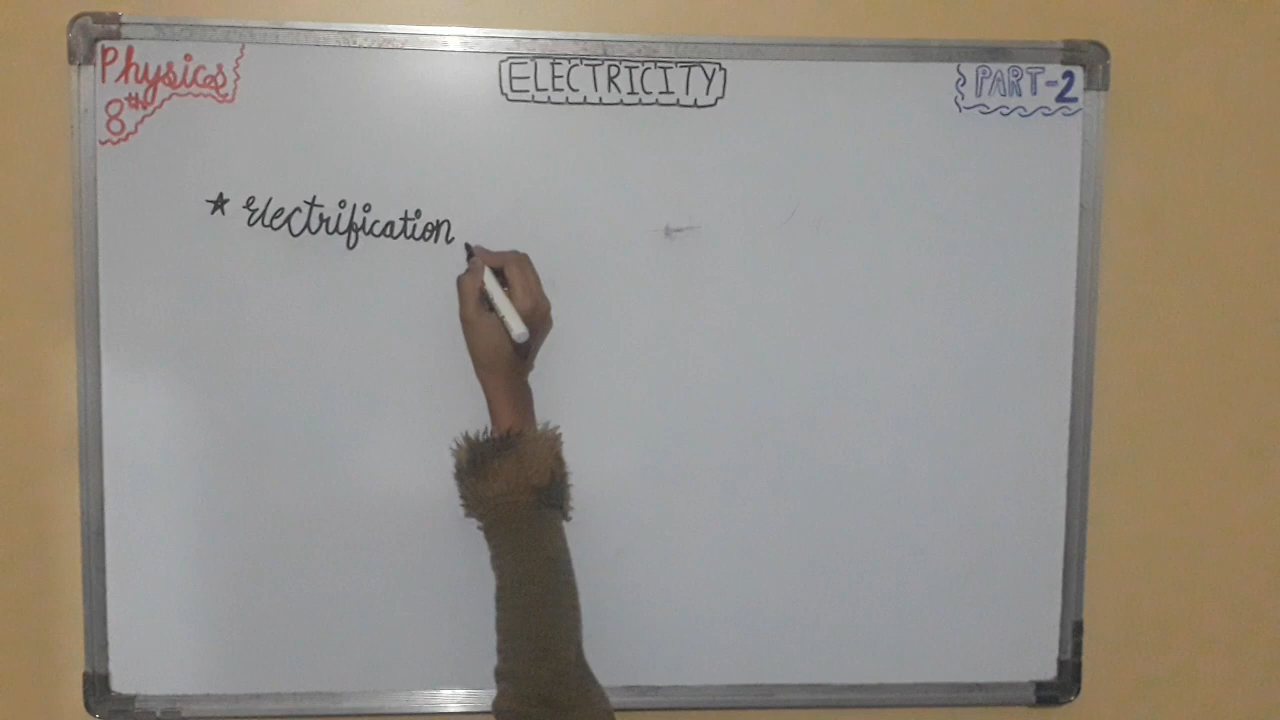 Physics
8th
ELECTRICITY
PART-2
★ Electrification